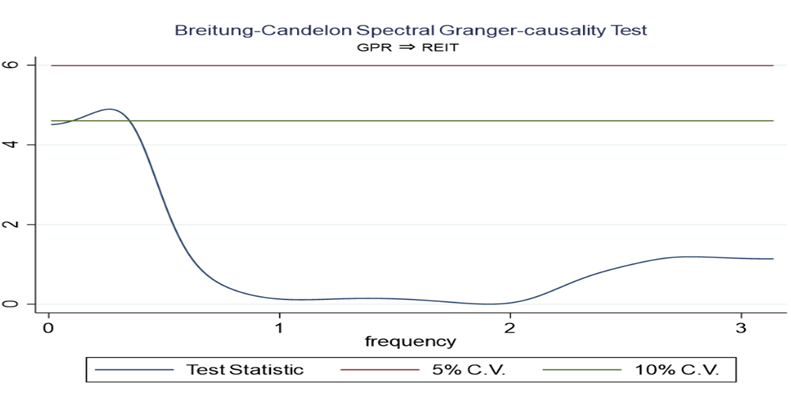 Breitung-Candelon Spectral Granger-causality Test
GPR ⇒ REIT
6
4
2
0
0 1 2 3
frequency
Test Statistic 5% C.V. 10% C.V.